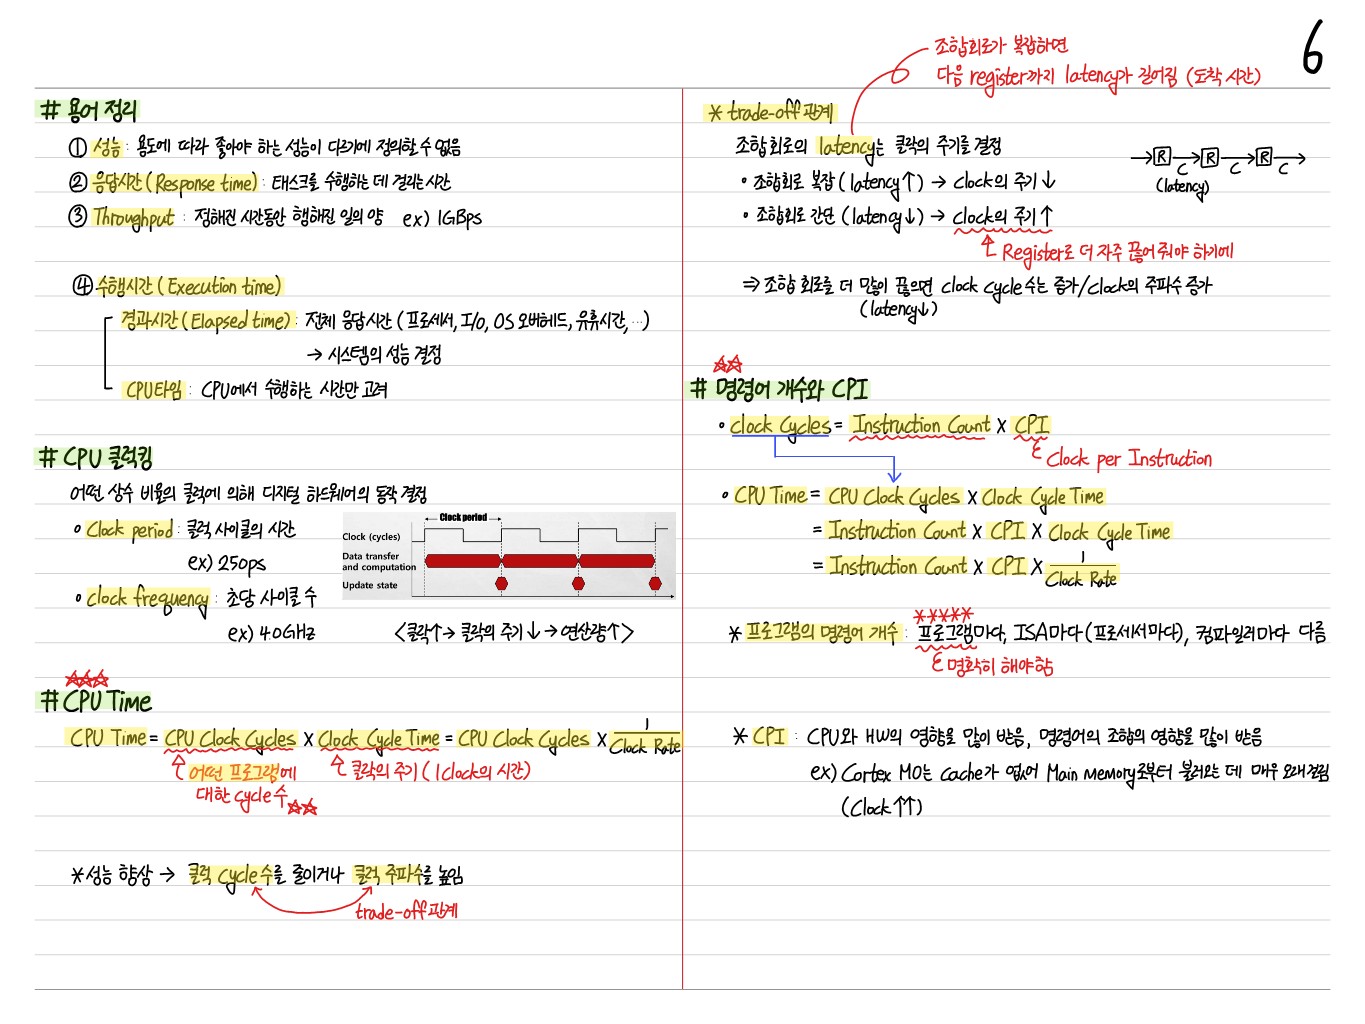 6
# 용어 정리
① 성능 : 용도에 따라 좋아야 하는 성능이 다르기에 정의할 수 없음
② 응답시간 (Response time) : 태스크를 수행하는 데 걸리는 시간
③ Throughput : 정해진 시간동안 행해진 일의 양 ex) 1GBps
④ 수행시간 (Execution time)
경과시간 (Elapsed time) : 전체 응답시간 (프로세서, I/O, OS 오버헤드, 유휴시간, …)
→ 시스템의 성능 결정
CPU타임 : CPU에서 수행하는 시간만 고려
# CPU 클럭킹
어떤 상수 비율의 클럭에 의해 디지털 하드웨어의 동작 결정
• Clock period : 클럭 사이클의 시간
ex) 250ps
• clock frequency : 초당 사이클 수
ex) 4.0GHz
Clock period
Clock (cycles)
Data transfer
and computation
Update state
<클락↑→ 클락의 주기↓→연산량↑>
# CPU Time
CPU Time = CPU Clock Cycles X Clock Cycle Time = CPU Clock Cycles X 1/Clock Rate
어떤 프로그램에
대한 cycle 수
클락의 주기 (1clock의 시간)
*성능 향상 → 클럭 cycle수를 줄이거나 클럭 주파수를 높임
trade-off관계
조합회로가 복잡하면
다음 register까지 latency가 길어짐 (도착 시간)
* trade-off 관계
조합회로의 latency는 클락의 주기를 결정
• 조합회로 복잡 (latency↑) → clock의 주기↓
• 조합회로 간단 (latency↓) → clock의 주기↑
Register로 더 자주 끊어줘야 하기에
R C R C R C
(latency)
⇒ 조합 회로를 더 많이 끊으면 clock cycle 수는 증가/clock의 주파수 증가
(latency↓)
# 명령어 개수와 CPI
• clock Cycles = Instruction Count X CPI
Clock per Instruction
• CPU Time = CPU Clock Cycles X Clock Cycle Time
= Instruction Count X CPI X Clock Cycle Time
= Instruction Count X CPI X 1/Clock Rate
* 프로그램의 명령어 개수 : 프로그램마다, ISA마다 (프로세서마다), 컴파일러마다 다름
명확히 해야함
* CPI : CPU와 HW의 영향을 많이 받음, 명령어의 조합의 영향을 많이 받음
ex) Cortex M0는 cache가 없어 Main memory로부터 불러오는 데 매우 오래걸림
(Clock↑↑)